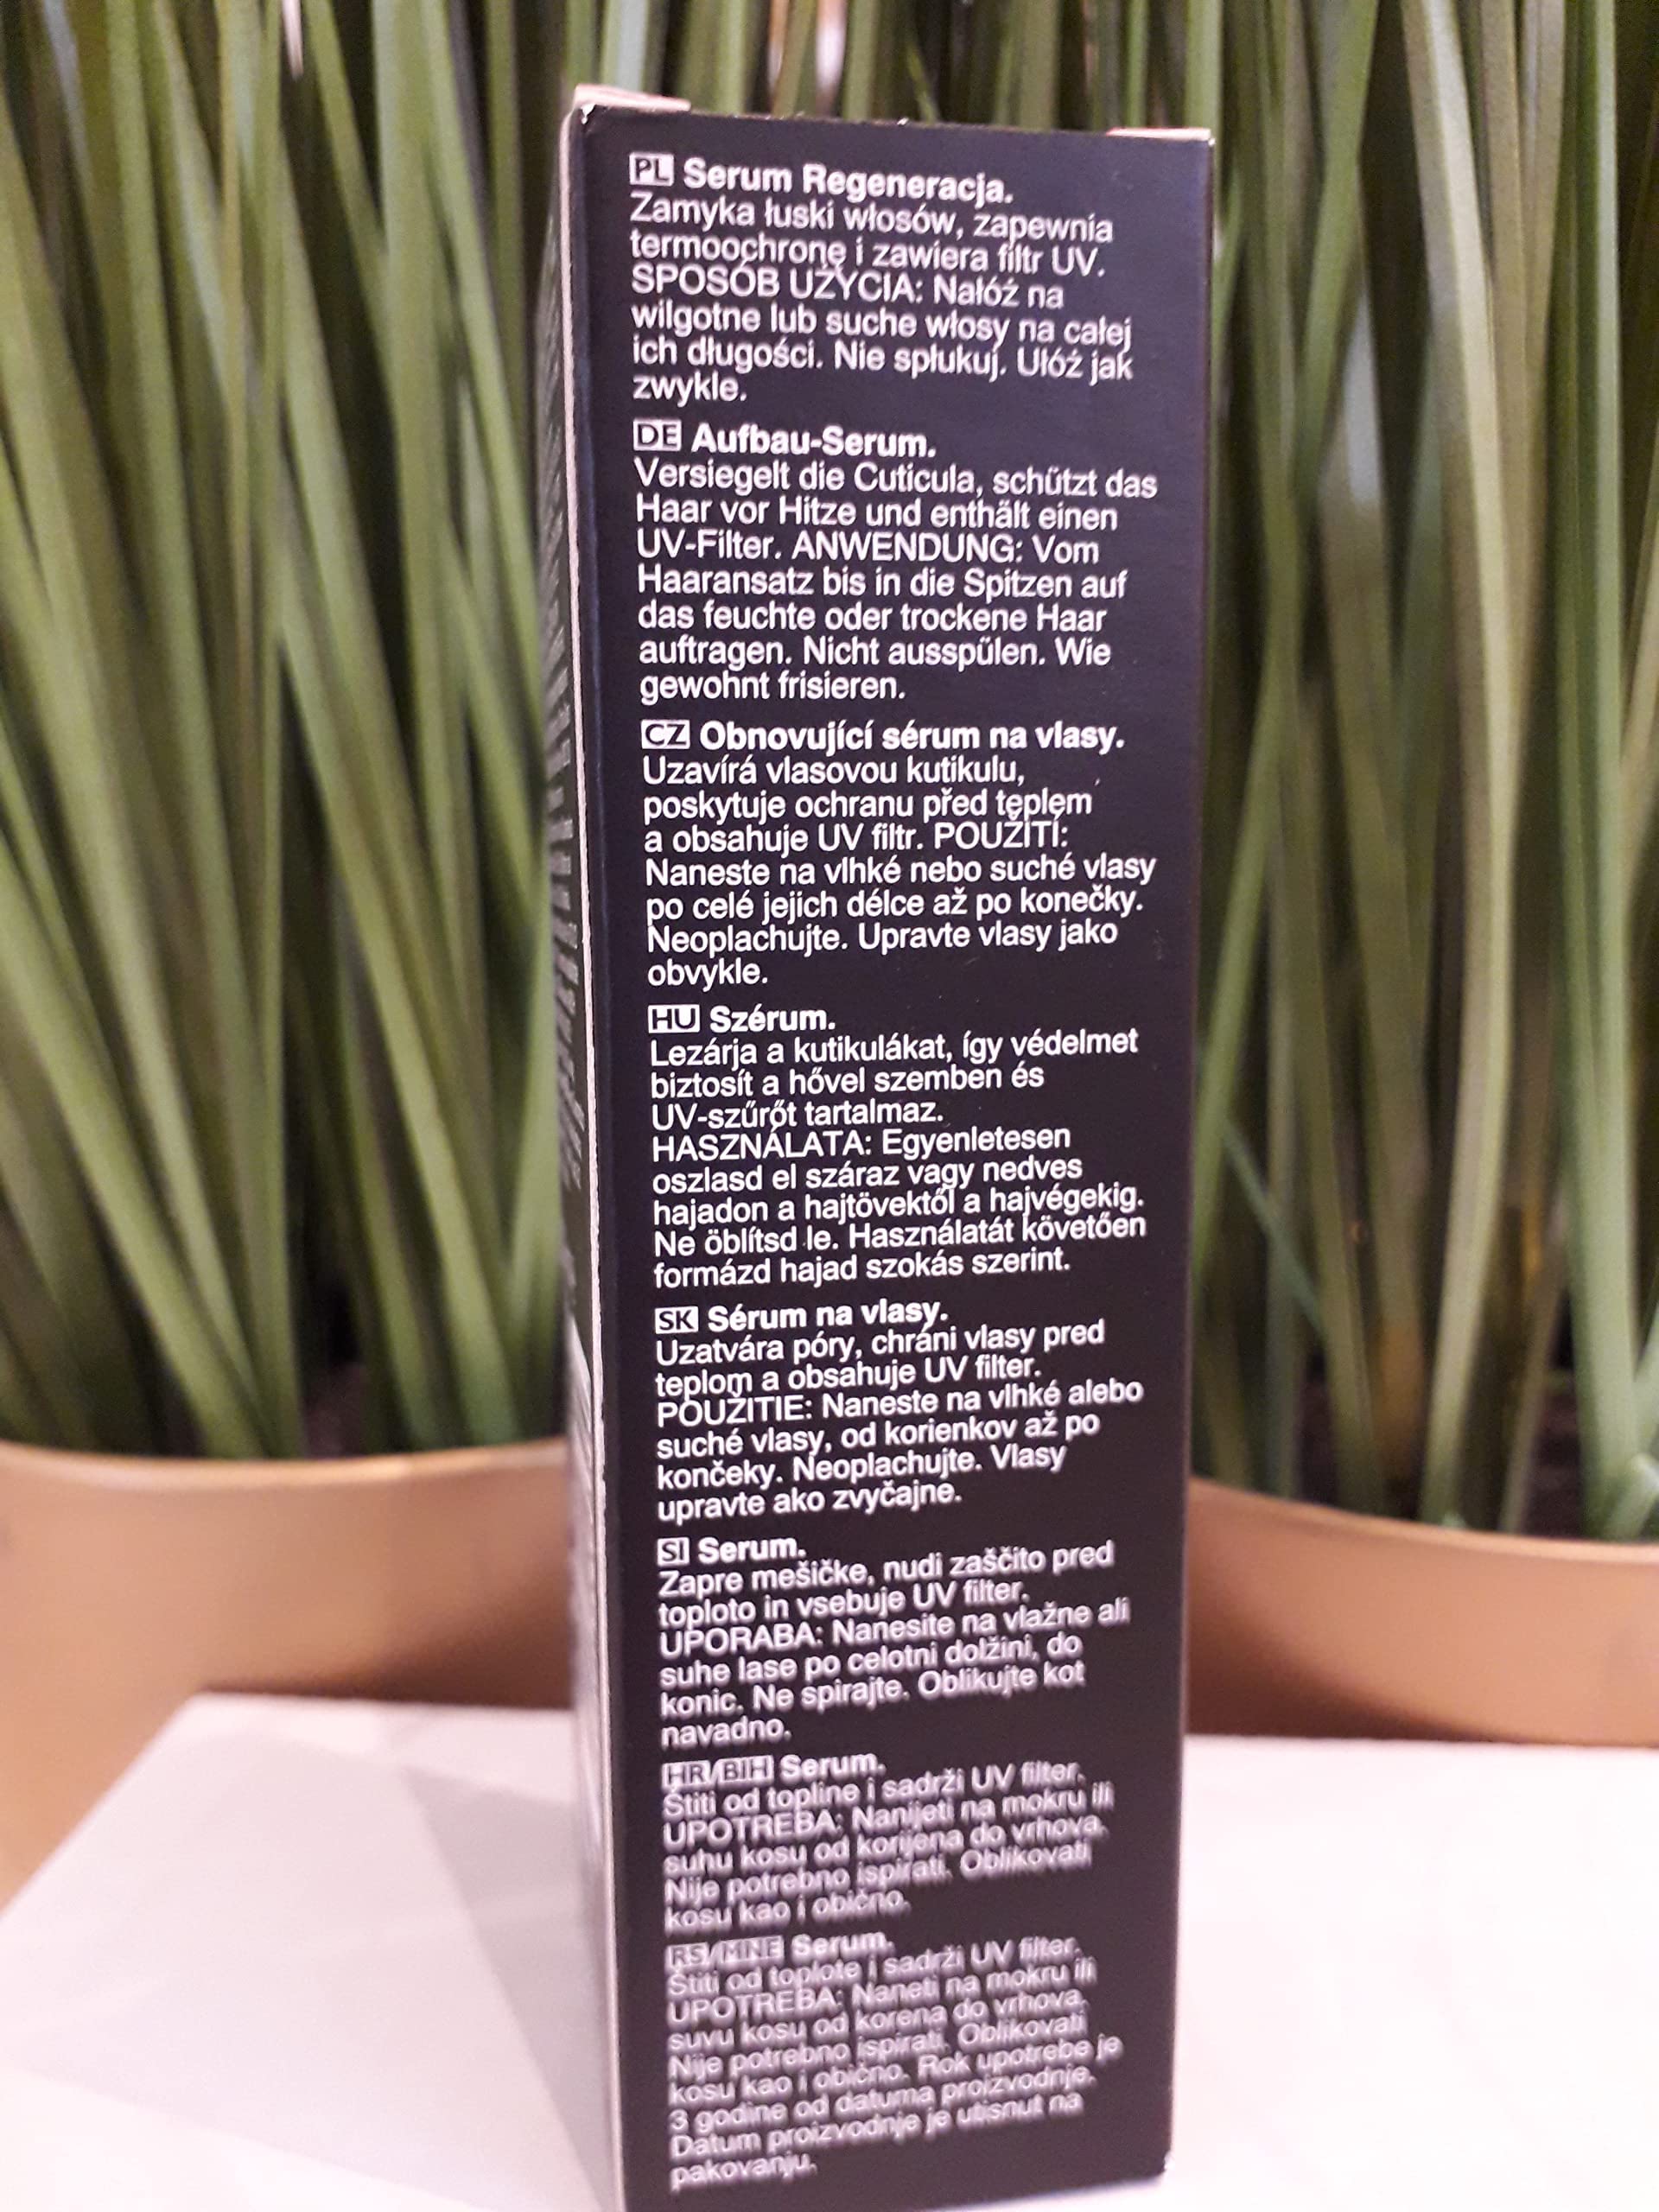 PL Serum Regeneracja.
Zamyka łuski włosów, zapewnia
termoochronę i zawiera filtr UV.
SPOSÓB UŻYCIA: Nałóż na
wilgotne lub suche włosy na całej
ich długości. Nie spłukuj. Ułóż jak
zwykle.
DE Aufbau-Serum.
Versiegelt die Cuticula, schützt das
Haar vor Hitze und enthält einen
UV-Filter. ANWENDUNG: Vom
Haaransatz bis in die Spitzen auf
das feuchte oder trockene Haar
auftragen. Nicht ausspülen. Wie
gewohnt frisieren.
CZ Obnovující sérum na vlasy.
Uzavírá vlasovou kutikulu,
poskytuje ochranu před teplem
a obsahuje UV filtr. POUŽITÍ:
Naneste na vlhké nebo suché vlasy
po celé jejich délce až po konečky.
Neoplachujte. Upravte vlasy jako
obvykle.
HU Szérum.
Lezárja a kutikulákat, így védelmet
biztosít a hővel szemben és
UV-szűrőt tartalmaz.
HASZNÁLATA: Egyenletesen
oszlasd el száraz vagy nedves
hajadon a hajtövektől a hajvégekig.
Ne öblítsd le. Használatát követően
formázd hajad szokás szerint.
SK Sérum na vlasy.
Uzatvára póry, chráni vlasy pred
teplom a obsahuje UV filter.
POUŽITIE: Naneste na vlhké alebo
suché vlasy, od korienkov až po
končeky. Neoplachujte. Vlasy
upravte ako zvyčajne.
SI Serum.
Zapre mešičke, nudi zaščito pred
toploto in vsebuje UV filter.
UPORABA: Nanesite na vlažne ali
suhe lase po celotni dolžini, do
konic. Ne spirajte. Oblikujte kot
navadno.
HR/BIH Serum.
Štiti od topline i sadrži UV filter.
UPOTREBA: Nanijeti na mokru ili
suhu kosu od korijena do vrhova.
Nije potrebno ispirati. Oblikovati
kosu kao i obično.
RS/MNE Serum.
Štiti od toplote i sadrži UV filter.
UPOTREBA: Naneti na mokru ili
suvu kosu od korena do vrhova.
Nije potrebno ispirati. Oblikovati
kosu kao i obično. Rok upotrebe je
3 godine od datuma proizvodnje.
Datum proizvodnje je utisnut na
pakovanju.